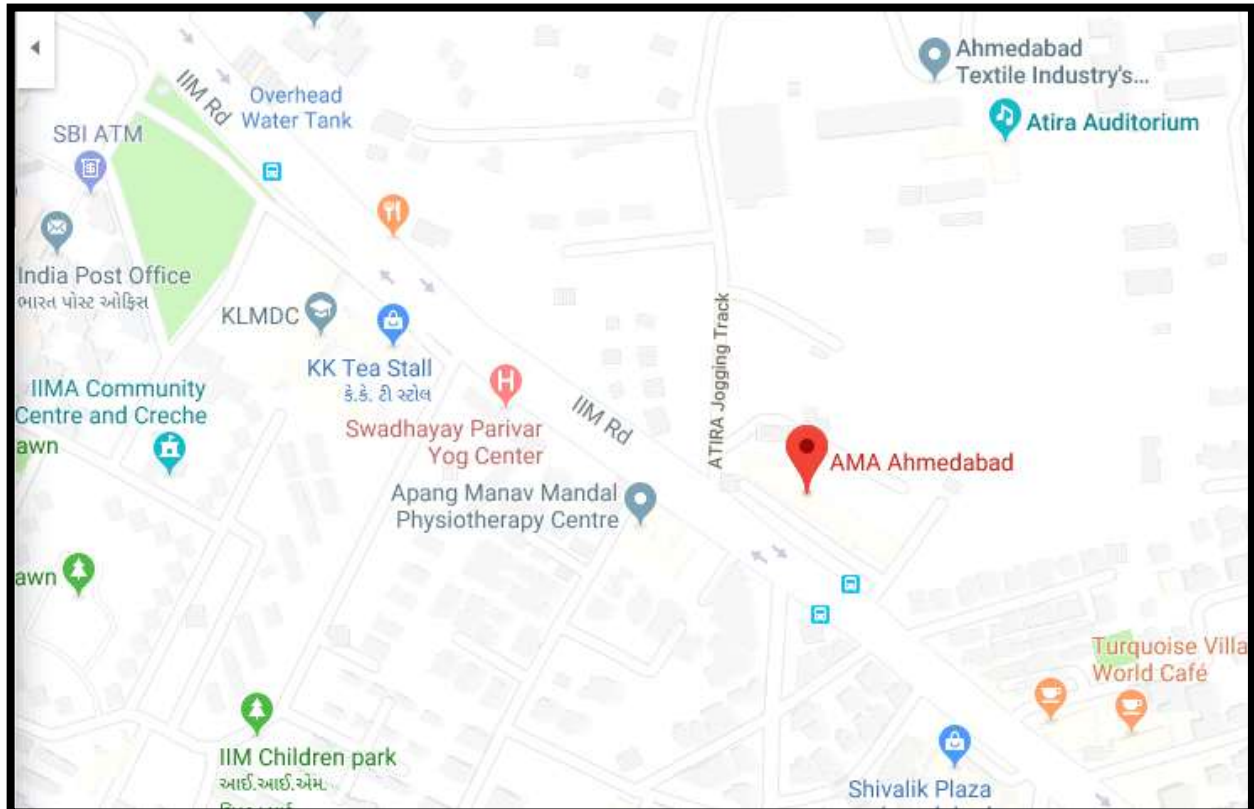 Ahmedabad
Textile Industry's...
Atira Auditorium
IIM Rd
Overhead
Water Tank
SBI ATM
India Post Office
ભારત પોસ્ટ ઓફિસ
KLMDC
KK Tea Stall
કે.કે. ટી સ્ટોલ
ATIRA Jogging Track
IIMA Community
Centre and Creche
awn
Swadhayay Parivar
Yog Center
IIM Rd
AMA Ahmedabad
Apang Manav Mandal
Physiotherapy Centre
awn
Turquoise Villa
World Café
IIM Children park
આઈ.આઈ.એમ.
Shivalik Plaza